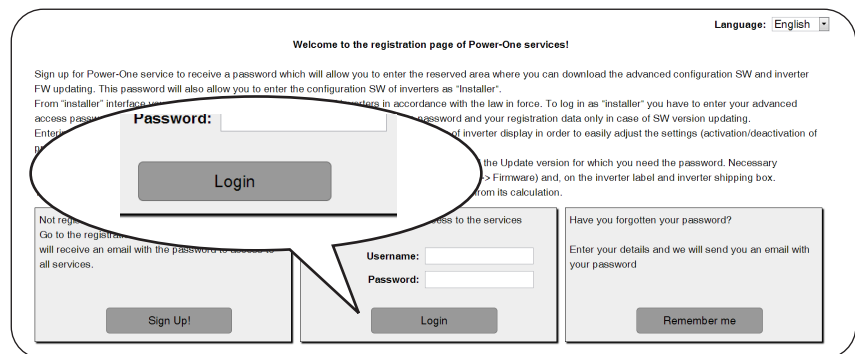 Language: English
Welcome to the registration page of Power-One services!
Sign up for Power-One service to receive a password which will allow you to enter the reserved area where you can download the advanced configuration SW and inverter
FW updating. This password will also allow you to enter the configuration SW of inverters as "Installer".
From "installer" interface you verters in accordance with the law in force. To log in as "installer" you have to enter your advanced
access password and your registration data only in case of SW version updating.
of inverter display in order to easily adjust the settings (activation/deactivation of
the Update version for which you need the password. Necessary
-> Firmware) and, on the inverter label and inverter shipping box.
from its calculation.
Password:
Login
Not
Go to the
will receive an email with the password to access to
all services.
Sign Up!
to the services
Username:
Password:
Login
Have you forgotten your password?
Enter your details and we will send you an email with
your password
Remember me